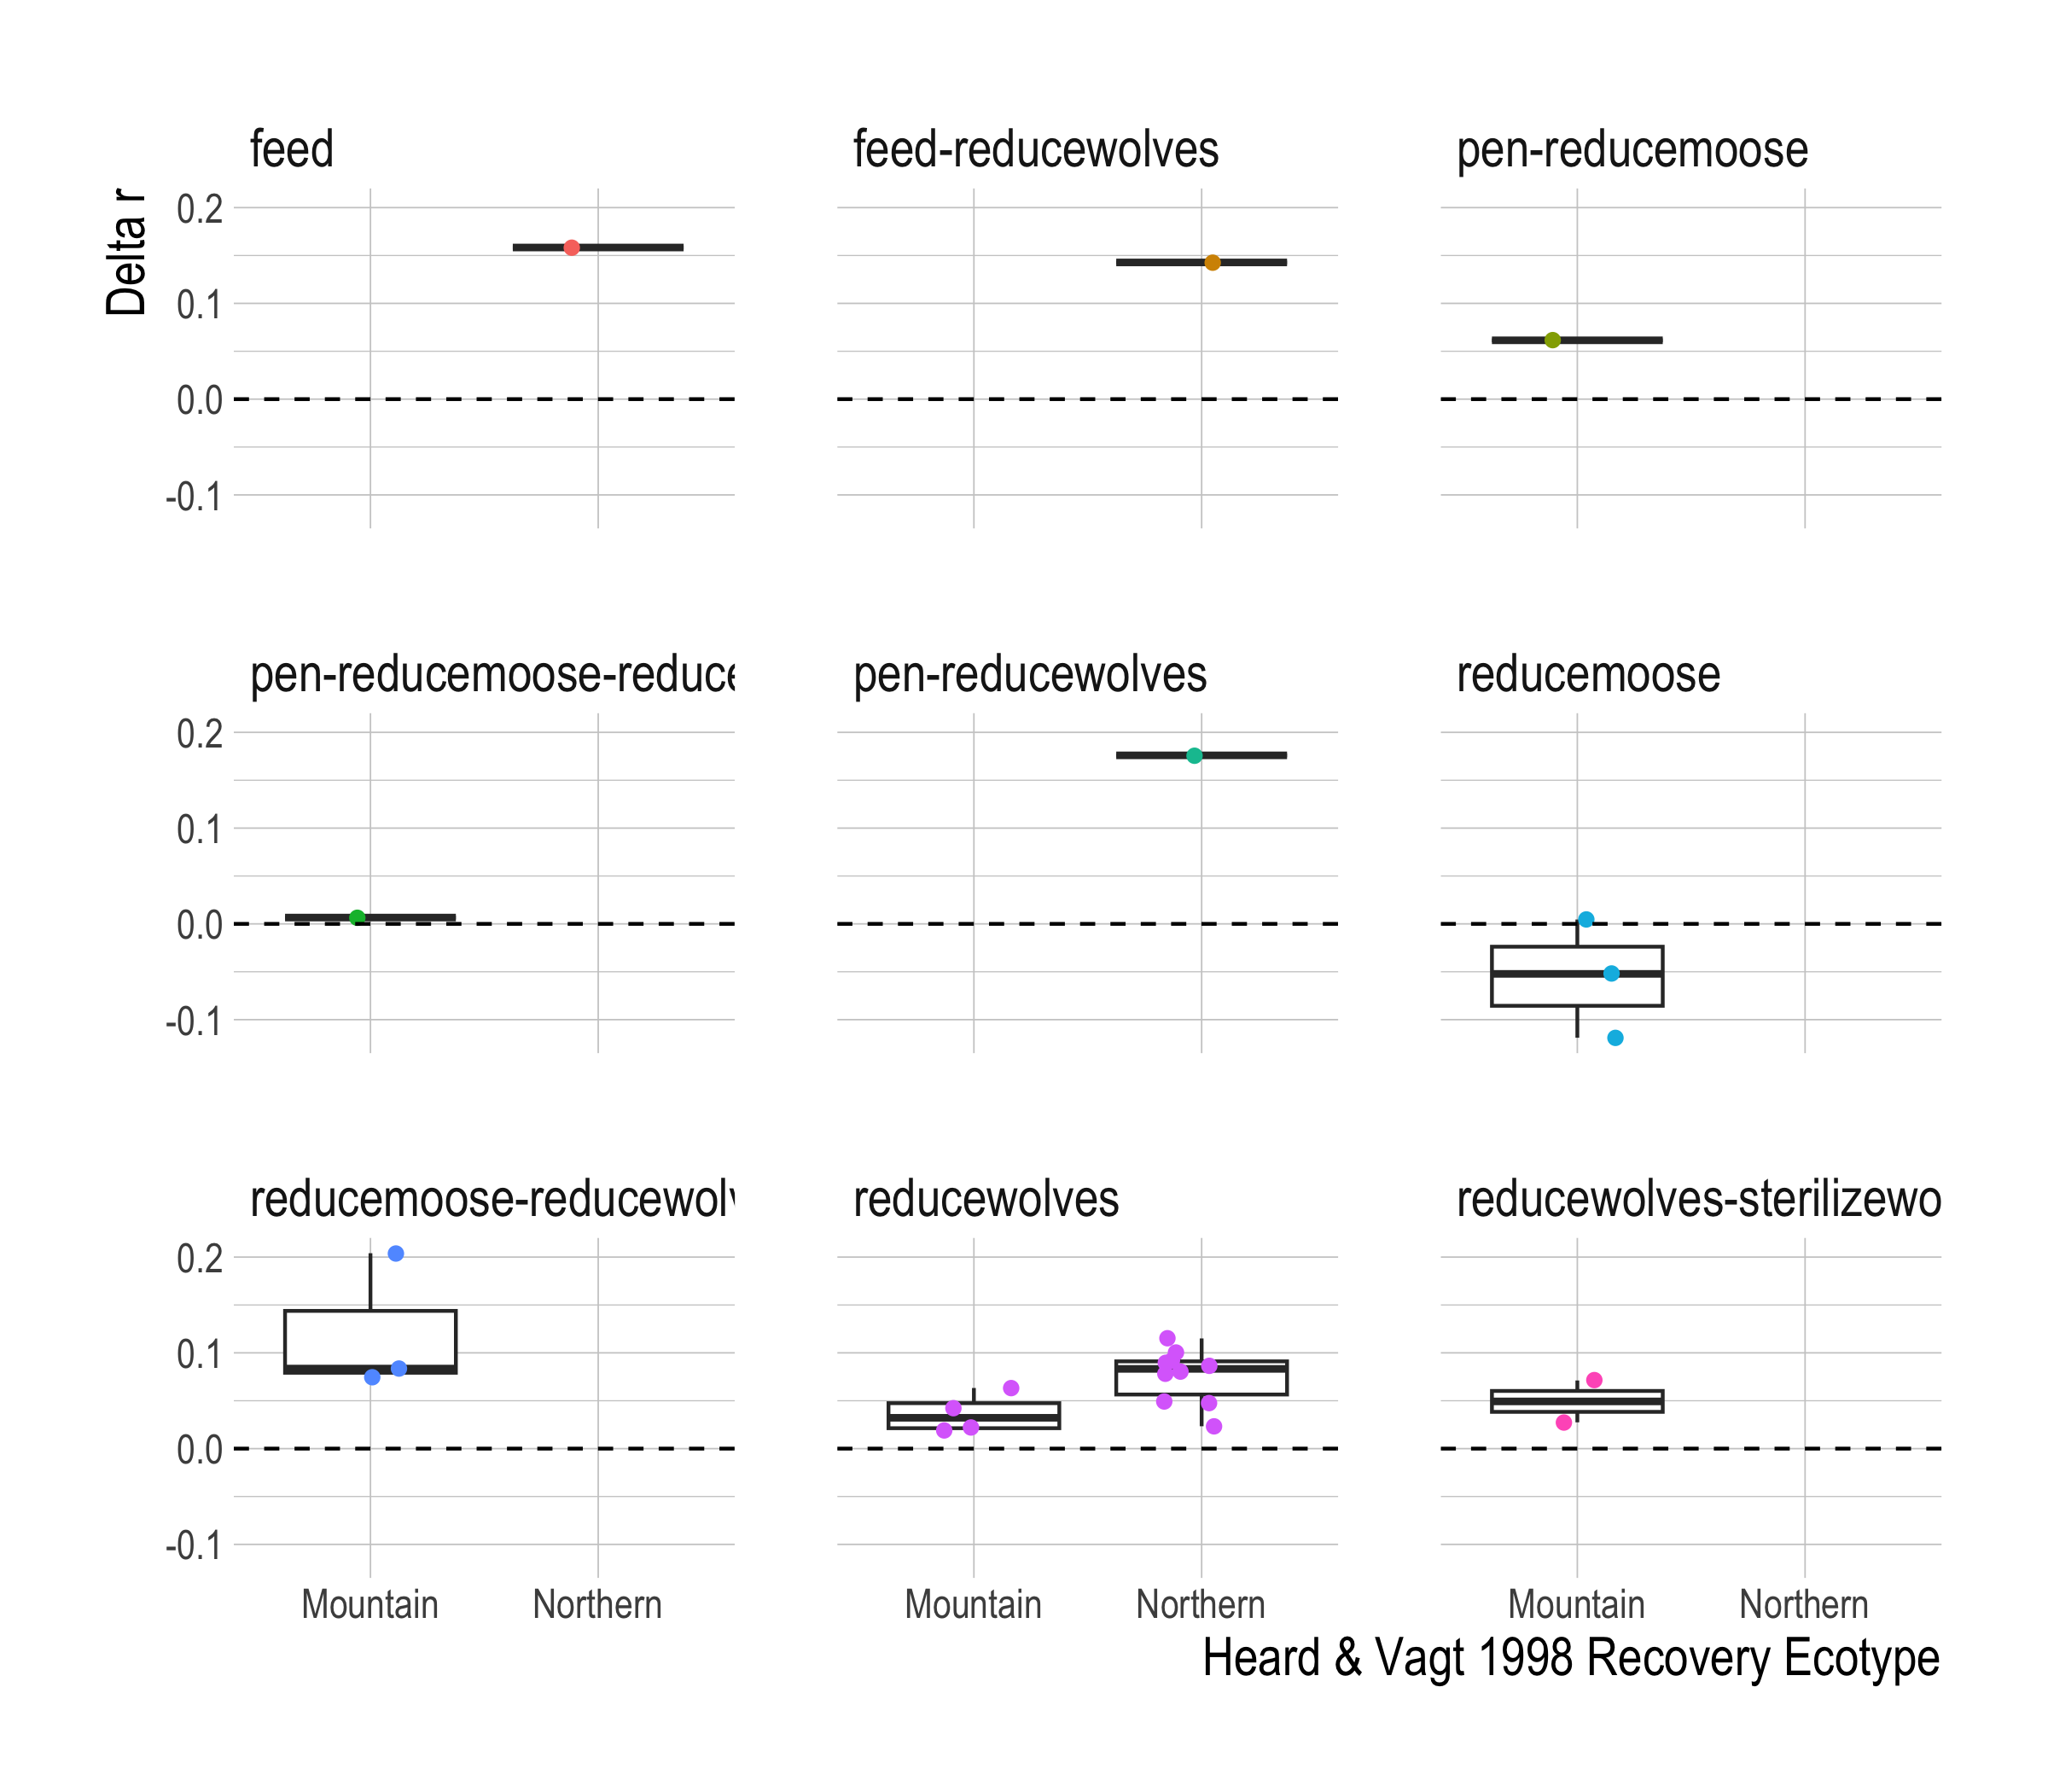 feed
feed-reducewolves
pen-reducemoose
Delta r
0.2
0.1
0.0
-0.1
pen-reducemoose-reduce
pen-reducewolves
reducemoose
0.2
0.1
0.0
-0.1
reducemoose-reducewol
reducewolves
reducewolves-sterilizewo
0.2
0.1
0.0
-0.1
Mountain Northern
Mountain Northern
Mountain Northern
Heard & Vagt 1998 Recovery Ecotype